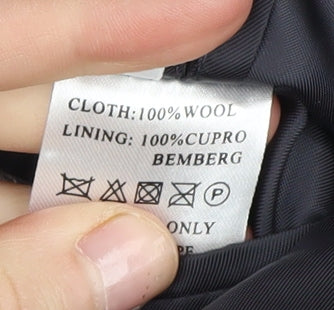 CLOTH:100%WOOL
LINING: 100%CUPRO
BEMBERG
P
ONLY